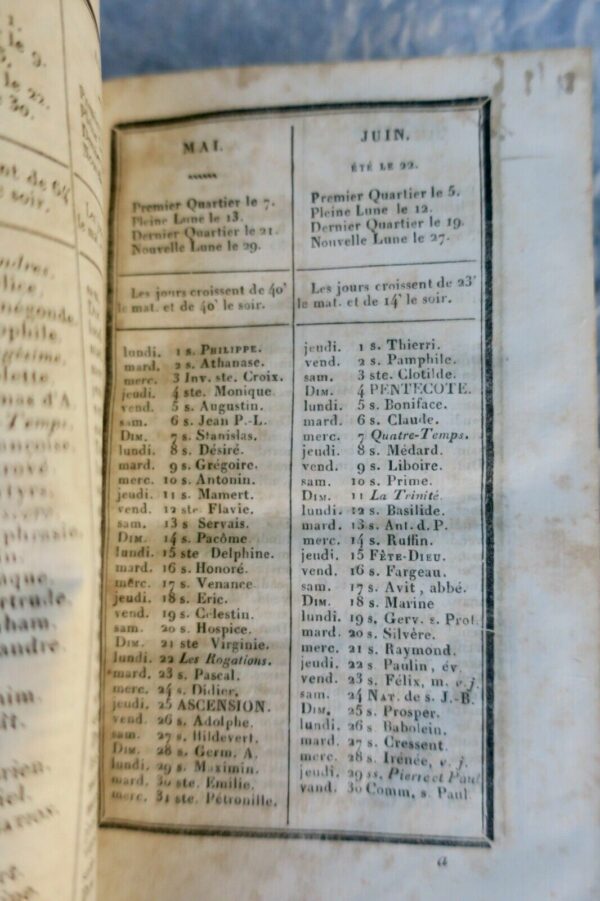 MAI.
Premier Quartier le 7.
Pleine Lune le 13.
Dernier Quartier le 21.
Nouvelle Lune le 29.
Les jours croissent de 40'
le mat. et de 40' le soir.
lundi. 1 s. PHILIPPE.
mard. 2 s. Athanase.
merc. 3 Inv. ste. Croix.
jeudi. 4 ste. Monique.
vend. 5 s. Augustin.
sam. 6 s. Jean P.-L.
DIM. 7 s. Stanislas.
lundi. 8 s. Désiré.
mard. 9 s. Grégoire.
merc. 10 s. Antonin.
jeudi. 11 s. Mamert.
vend. 12 ste. Flavie.
sam. 13 s Servais.
DIM. 14 s. Pacôme
lundi. 15 ste Delphine.
mard. 16 s. Honoré.
merc. 17 s. Venance.
jeudi. 18 s. Eric.
vend. 19 s. Celestin.
sam. 20 s. Hospice.
DIM. 21 ste Virginie.
lundi. 22 Les Rogations.
mard. 23 s. Pascal.
merc. 24 s. Didier.
jeudi. 25 ASCENSION.
vend. 26 s. Adolphe.
sam. 27 s. Hildevert.
DIM. 28 s. Germ. A.
lundi. 29 s. Maximin.
mard. 30 ste. Emilie.
merc. 31 ste. Pétronille.
JUIN.
ÉTÉ LE 22.
Premier Quartier le 5.
Pleine Lune le 12.
Dernier Quartier le 19.
Nouvelle Lune le 27.
Les jours croissent de 23'
le mat. et de 14' le soir.
jeudi. 1 s. Thierri.
vend. 2 s. Pamphile.
sam. 3 ste. Clotilde.
DIM. 4 PENTECOTE.
lundi. 5 s. Boniface.
mard. 6 s. Claude.
merc. 7 Quatre-Temps.
jeudi. 8 s. Médard.
vend. 9 s. Liboire.
sam. 10 s. Prime.
DIM. 11 La Trinité.
lundi. 12 s. Basilide.
mard. 13 s. Ant. d. P.
merc. 14 s. Ruffin.
jeudi. 15 FÊTE-DIEU.
vend. 16 s. Fargeau.
sam. 17 s. Avit, abbé.
DIM. 18 s. Marine
lundi. 19 s. Gerv. s. Prot.
mard. 20 s. Silvère.
merc. 21 s. Raymond.
jeudi. 22 s Paulin, év.
vend. 23 s. Félix, m. v. j.
sam. 24 NAT. de s. J.-B.
DIM. 25 s. Prosper.
lundi. 26 s. Babolein.
mard. 27 s. Cressent.
merc. 28 s. Irénée, v. j.
jeudi. 29 ss. Pierre et Paul
vend. 30 Comm. s. Paul
a